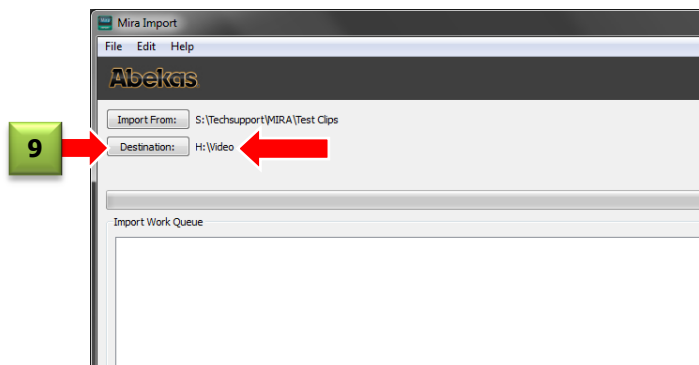 Mira Import
File Edit Help
Abekas
Import From: S:\Techsupport\MIRA\Test Clips
9
Destination: H:\Video
Import Work Queue